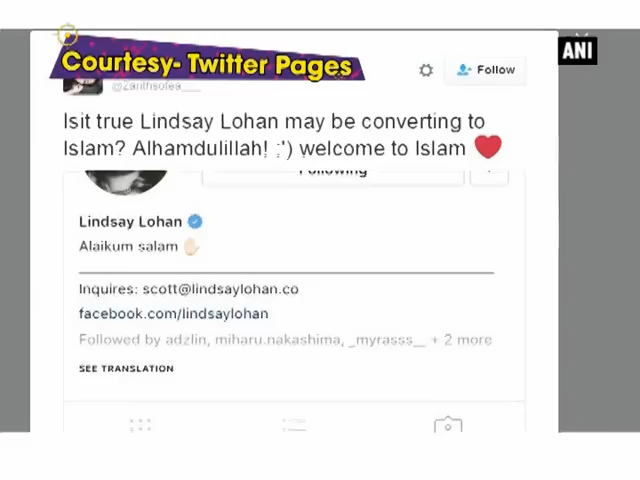 Courtesy- Twitter Pages
ANI
Follow
@Zarithsofea___
Isit true Lindsay Lohan may be converting to
Islam? Alhamdulillah! :') welcome to Islam ❤
Following
Lindsay Lohan
Alaikum salam ✋🏻
Inquires: scott@lindsaylohan.co
facebook.com/lindsaylohan
Followed by adzlin, miharu.nakashima, _myrasss__ + 2 more
SEE TRANSLATION